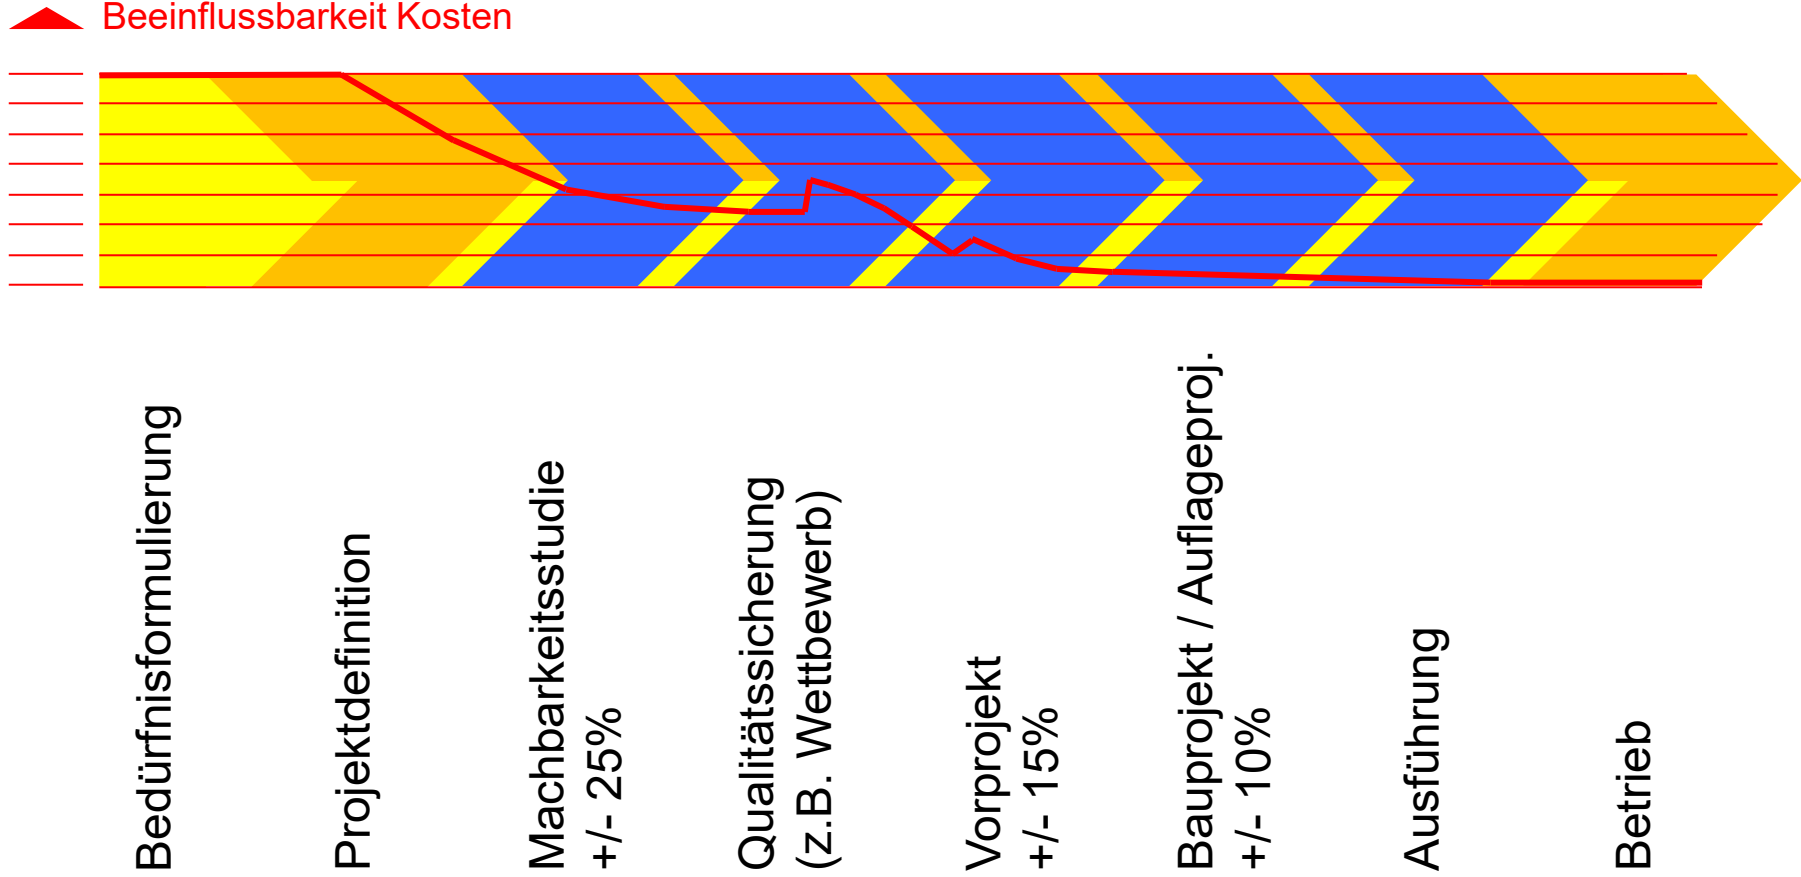 Beeinflussbarkeit Kosten
Bedürfnisformulierung
Projektdefinition
Machbarkeitsstudie
+/- 25%
Qualitätssicherung
(z.B. Wettbewerb)
Vorprojekt
+/- 15%
Bauprojekt / Auflageproj.
+/- 10%
Ausführung
Betrieb